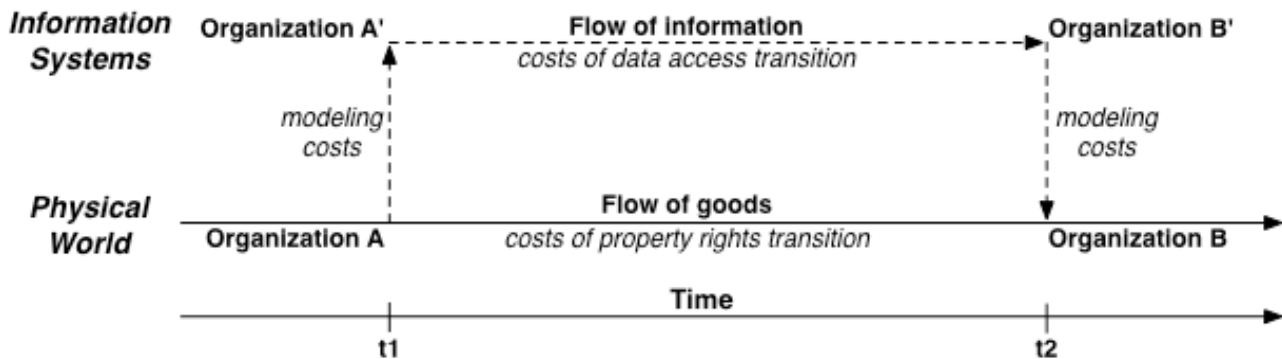 Information Systems
Organization A'
Flow of information
Organization B'
costs of data access transition
modeling costs
modeling costs
Physical World
Flow of goods
Organization A
costs of property rights transition
Organization B
Time
t1
t2